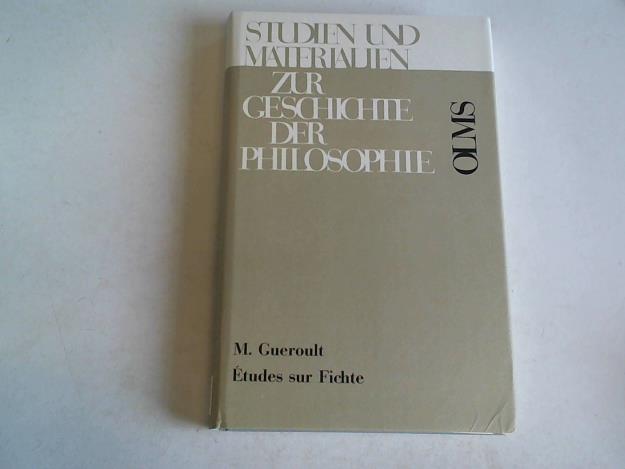 STUDIEN UND
MATERIALIEN
ZUR
GESCHICHTE
DER
PHILOSOPHIE
OLMS
M. Gueroult
Études sur Fichte